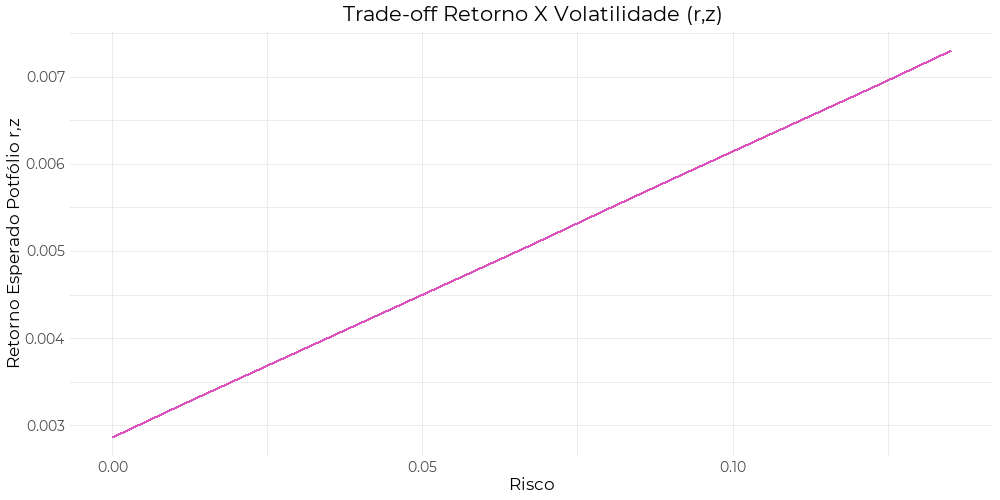 Trade-off Retorno X Volatilidade (r,z)
Retorno Esperado Potfólio r,z
0.007
0.006
0.005
0.004
0.003
0.00
0.05
0.10
Risco